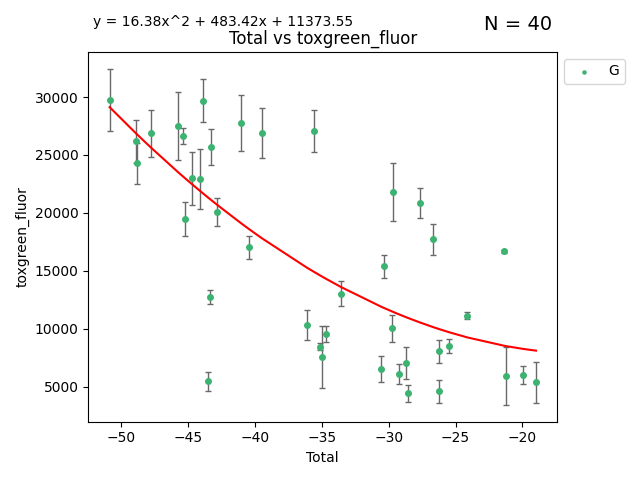 y = 16.38x^2 + 483.42x + 11373.55
N = 40
Total vs toxgreen_fluor
G
30000
25000
20000
15000
10000
5000
toxgreen_fluor
−50
−45
−40
−35
−30
−25
−20
Total